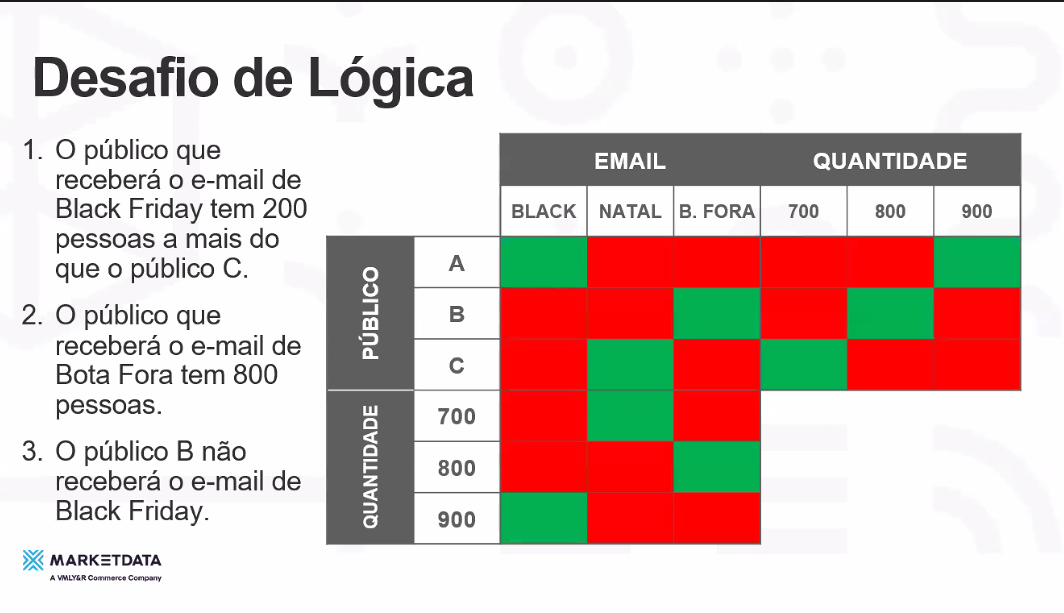 Desafio de Lógica
1. O público que
receberá o e-mail de
Black Friday tem 200
pessoas a mais do
que o público C.
2. O público que
receberá o e-mail de
Bota Fora tem 800
pessoas.
3. O público B não
receberá o e-mail de
Black Friday.
EMAIL QUANTIDADE
BLACK NATAL B. FORA 700 800 900
PÚBLICO
A
B
C
QUANTIDADE
700
800
900
MARKETDATA
A VMLY&R Commerce Company